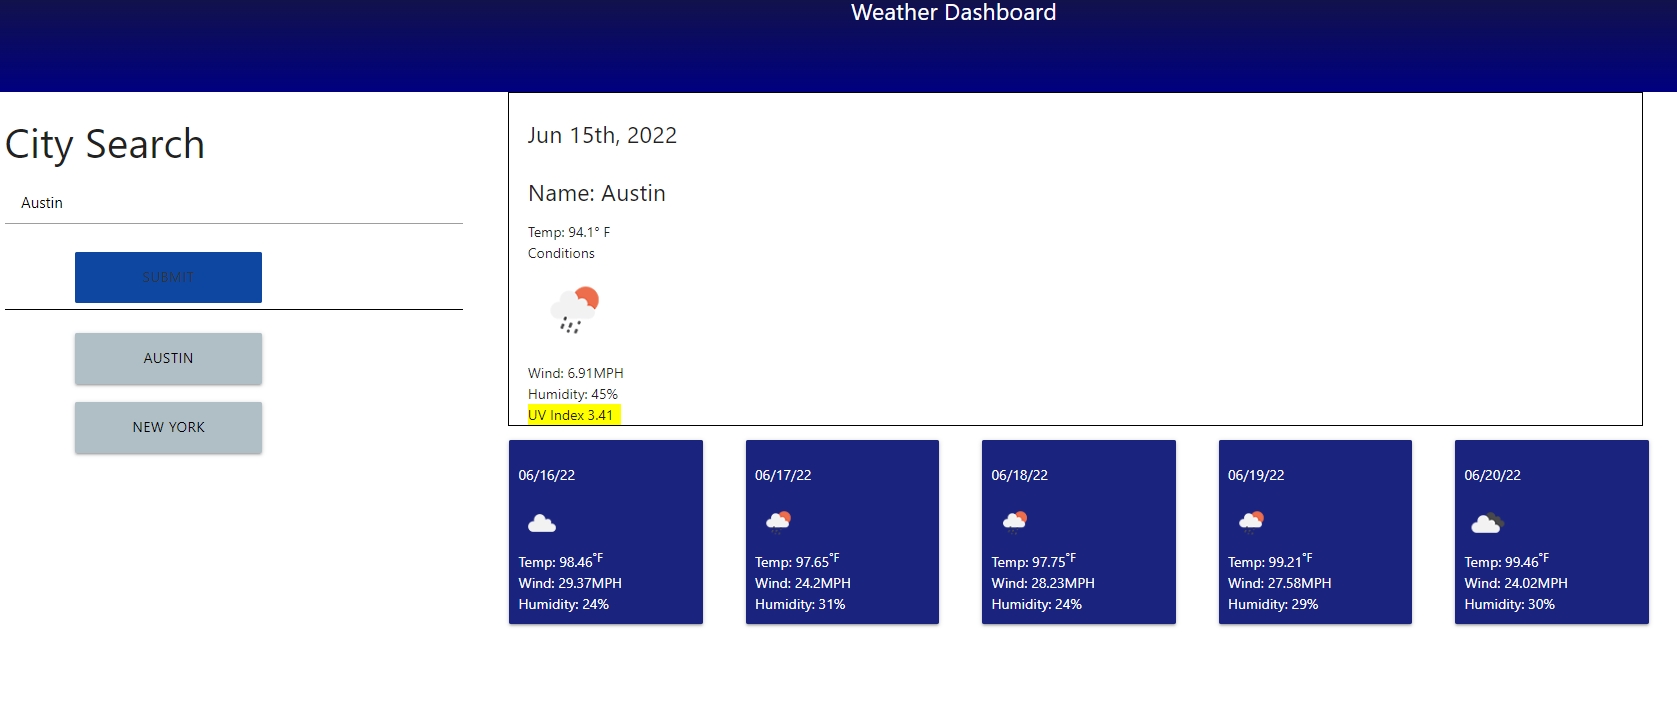 Weather Dashboard
City Search
Austin
SUBMIT
AUSTIN
NEW YORK
Jun 15th, 2022
Name: Austin
Temp: 94.1° F
Conditions
Wind: 6.91MPH
Humidity: 45%
UV Index 3.41
06/16/22
Temp: 98.46°F
Wind: 29.37MPH
Humidity: 24%
06/17/22
Temp: 97.65°F
Wind: 24.2MPH
Humidity: 31%
06/18/22
Temp: 97.75°F
Wind: 28.23MPH
Humidity: 24%
06/19/22
Temp: 99.21°F
Wind: 27.58MPH
Humidity: 29%
06/20/22
Temp: 99.46°F
Wind: 24.02MPH
Humidity: 30%